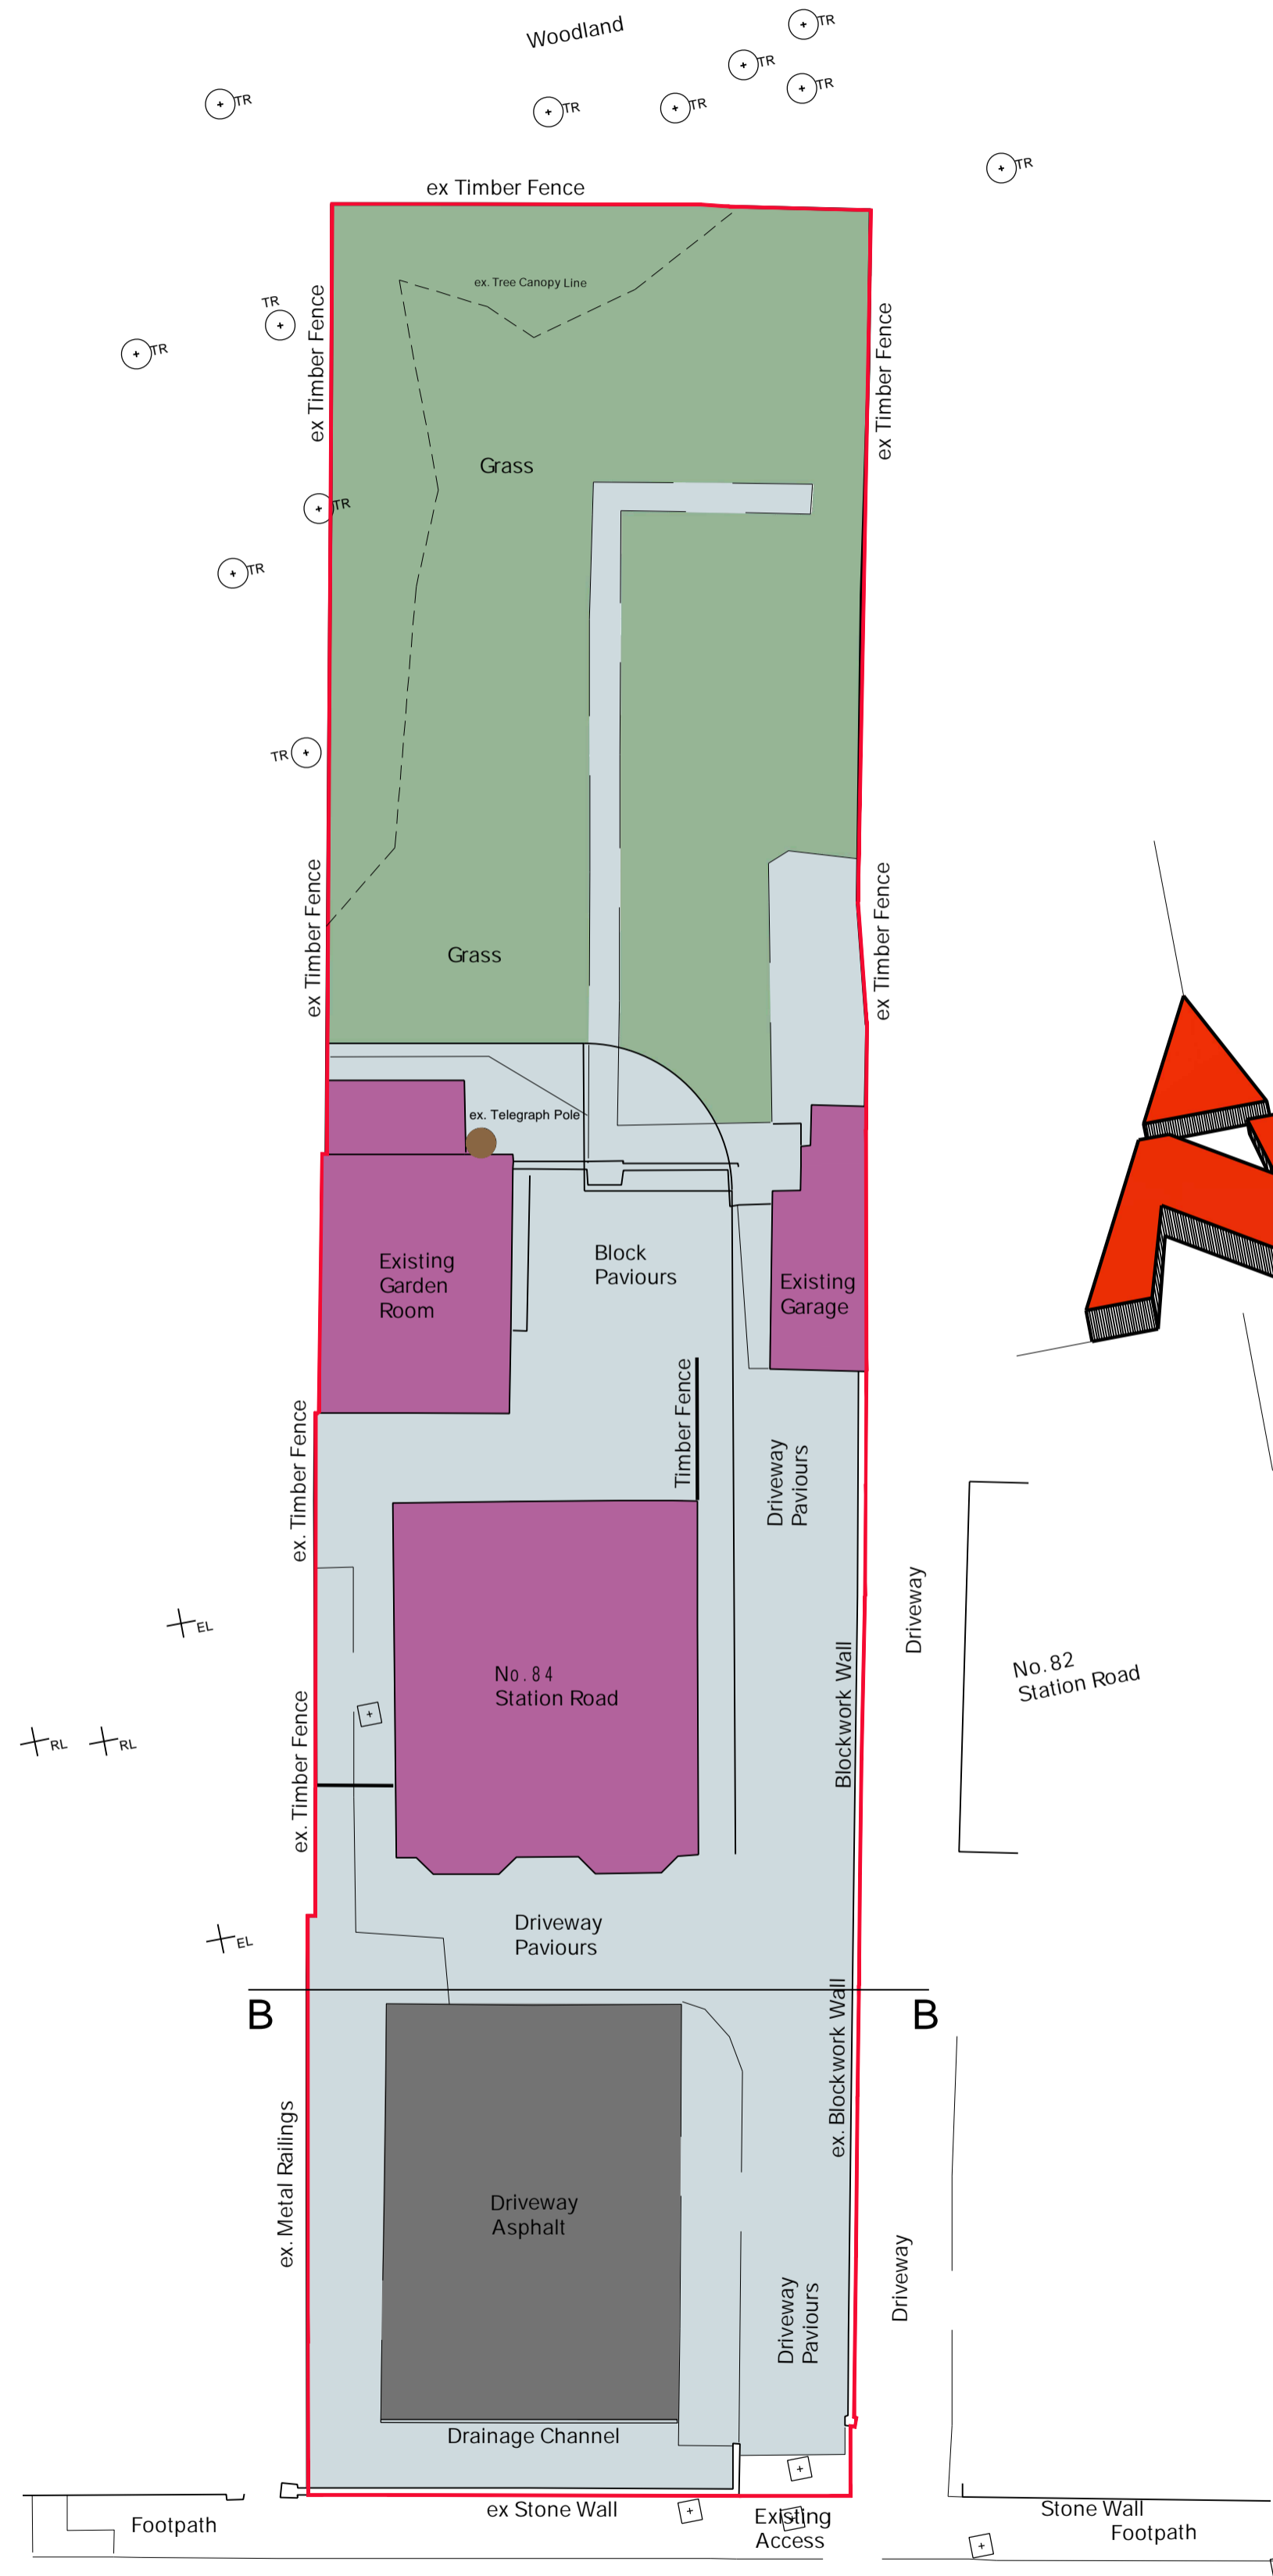 Woodland
TR
TR
TR
TR
TR
TR
TR
ex Timber Fence
ex. Tree Canopy Line
TR
ex Timber Fence
ex Timber Fence
TR
Grass
TR
TR
TR
ex Timber Fence
ex Timber Fence
Grass
ex. Telegraph Pole
Existing
Garden
Room
Block
Paviours
Existing
Garage
Timber Fence
ex. Timber Fence
Driveway
Paviours
Driveway
EL
No.84
Station Road
No.82
Station Road
Blockwork Wall
RL
RL
ex. Timber Fence
Driveway
Paviours
EL
B
B
ex. Blockwork Wall
ex. Metal Railings
Driveway
Asphalt
Driveway
Driveway
Paviours
Drainage Channel
ex Stone Wall
Stone Wall
Footpath
Existing
Access
Footpath